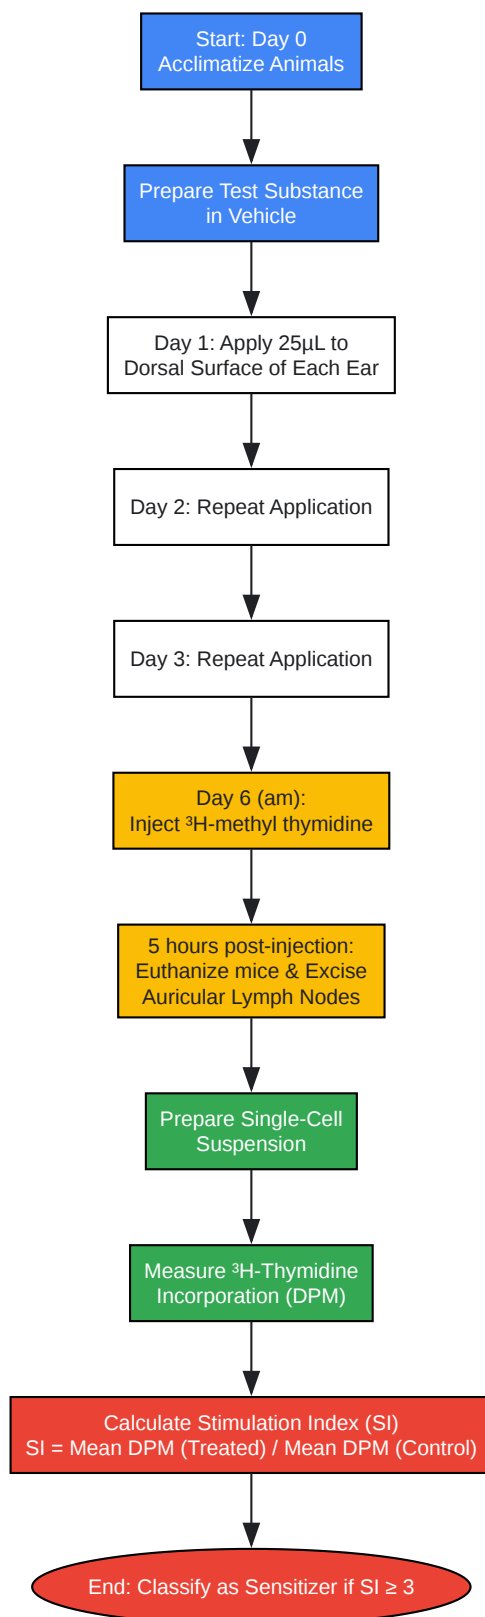 Start: Day 0
Acclimatize Animals
Prepare Test Substance
in Vehicle
Day 1: Apply 25µL to
Dorsal Surface of Each Ear
Day 2: Repeat Application
Day 3: Repeat Application
Day 6 (am):
Inject ³H-methyl thymidine
5 hours post-injection:
Euthanize mice & Excise
Auricular Lymph Nodes
Prepare Single-Cell
Suspension
Measure ³H-Thymidine
Incorporation (DPM)
Calculate Stimulation Index (SI)
SI = Mean DPM (Treated) / Mean DPM (Control)
End: Classify as Sensitizer if SI ≥ 3